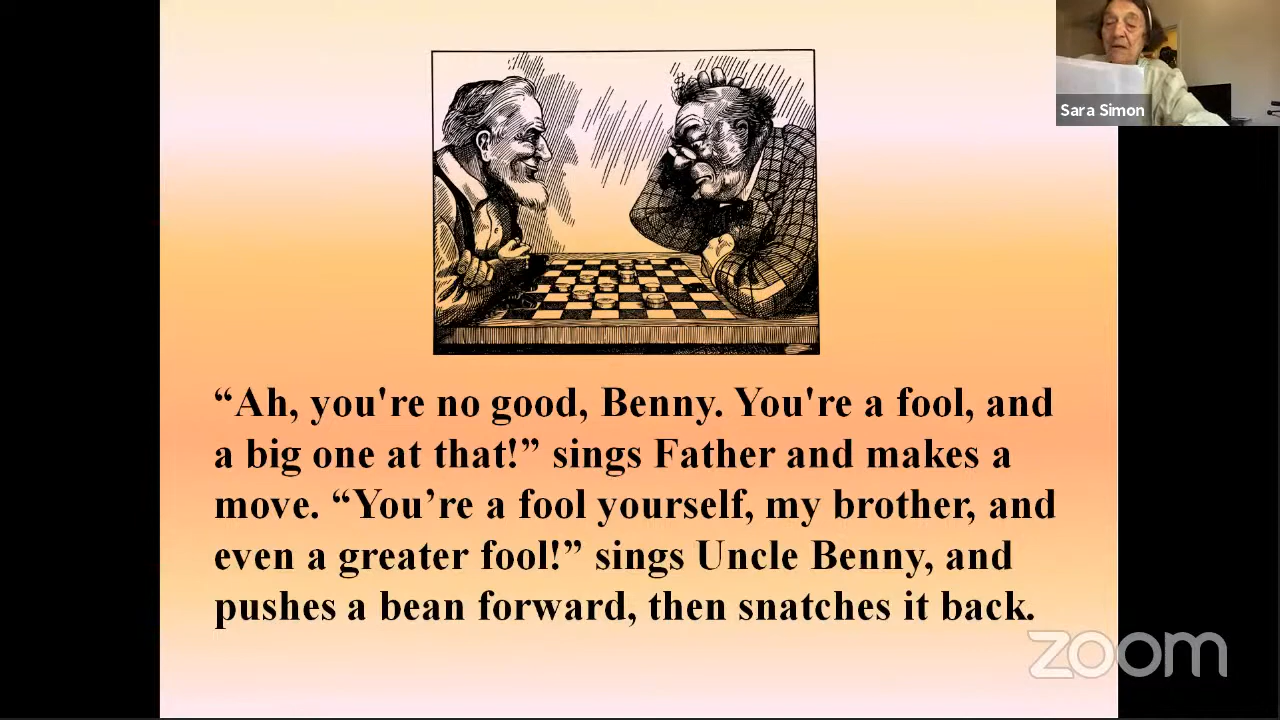 Sara Simon
“Ah, you're no good, Benny. You're a fool, and
a big one at that!” sings Father and makes a
move. “You’re a fool yourself, my brother, and
even a greater fool!” sings Uncle Benny, and
pushes a bean forward, then snatches it back.
zoom